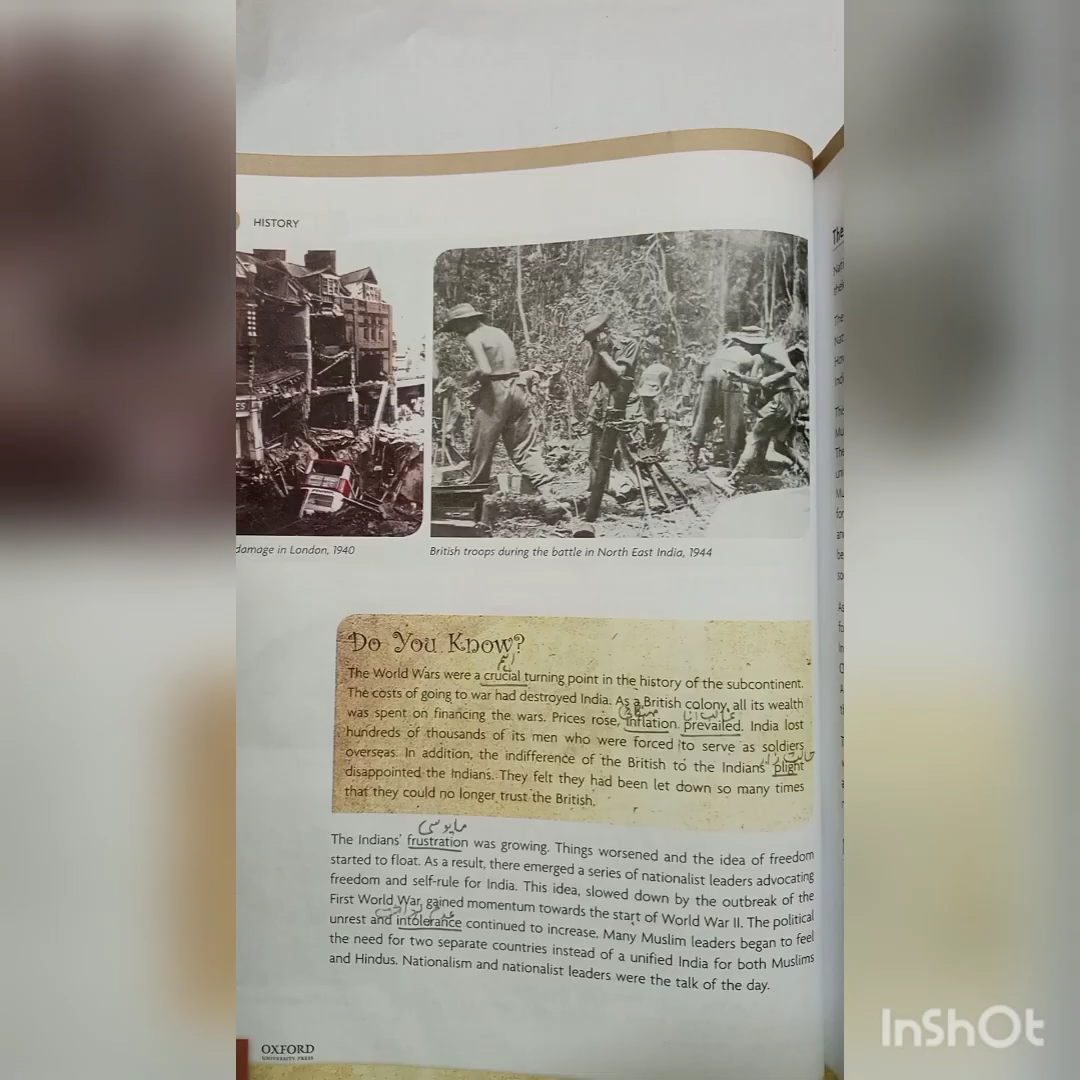 HISTORY
ES
damage in London, 1940
British troops during the battle in North East India, 1944
Do You Know?
اہم
The World Wars were a crucial turning point in the history of the subcontinent.
The costs of going to war had destroyed India. As a British colony, all its wealth
غالب آنا
was spent on financing the wars. Prices rose, inflation prevailed. India lost
hundreds of thousands of its men who were forced to serve as soldiers
حالت زار
overseas. In addition, the indifference of the British to the Indians' plight
disappointed the Indians. They felt they had been let down so many times
that they could no longer trust the British.
مایوسی
The Indians' frustration was growing. Things worsened and the idea of freedom
started to float. As a result, there emerged a series of nationalist leaders advocating
freedom and self-rule for India. This idea, slowed down by the outbreak of the
First World War, gained momentum towards the start of World War II. The political
عدم برداشت
unrest and intolerance continued to increase. Many Muslim leaders began to feel
the need for two separate countries instead of a unified India for both Muslims
and Hindus. Nationalism and nationalist leaders were the talk of the day.
OXFORD
UNIVERSITY PRESS
InShOt